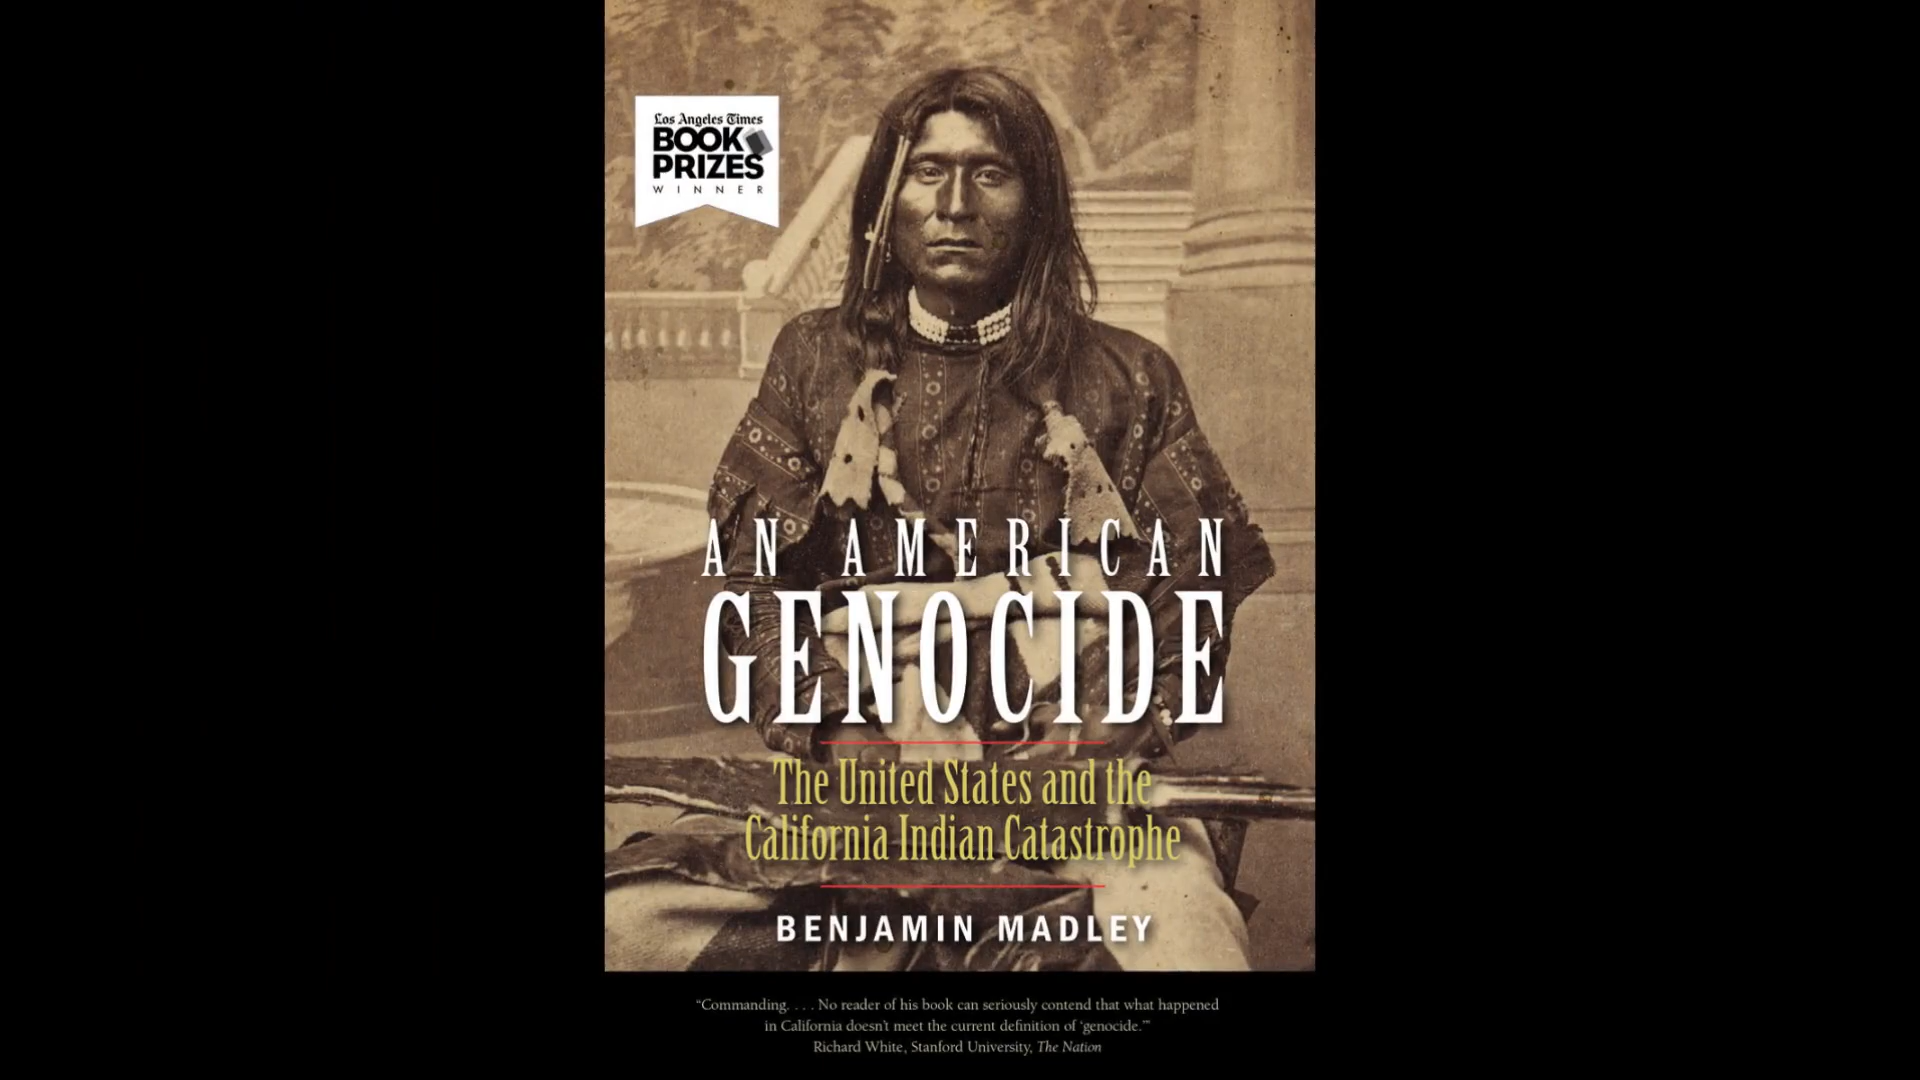 Los Angeles Times
BOOK
PRIZES
WINNER
AN AMERICAN
GENOCIDE
The United States and the
California Indian Catastrophe
BENJAMIN MADLEY
“Commanding. . . . No reader of his book can seriously contend that what happened
in California doesn’t meet the current definition of ‘genocide.’”
Richard White, Stanford University, The Nation